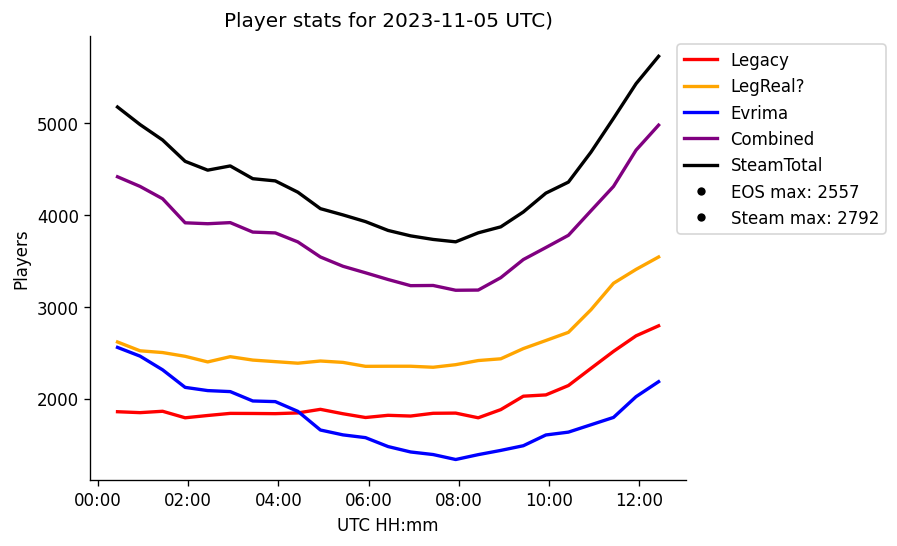 Player stats for 2023-11-05 UTC)
Legacy
LegReal?
Evrima
Combined
SteamTotal
EOS max: 2557
Steam max: 2792
Players
5000
4000
3000
2000
00:00 02:00 04:00 06:00 08:00 10:00 12:00
UTC HH:mm